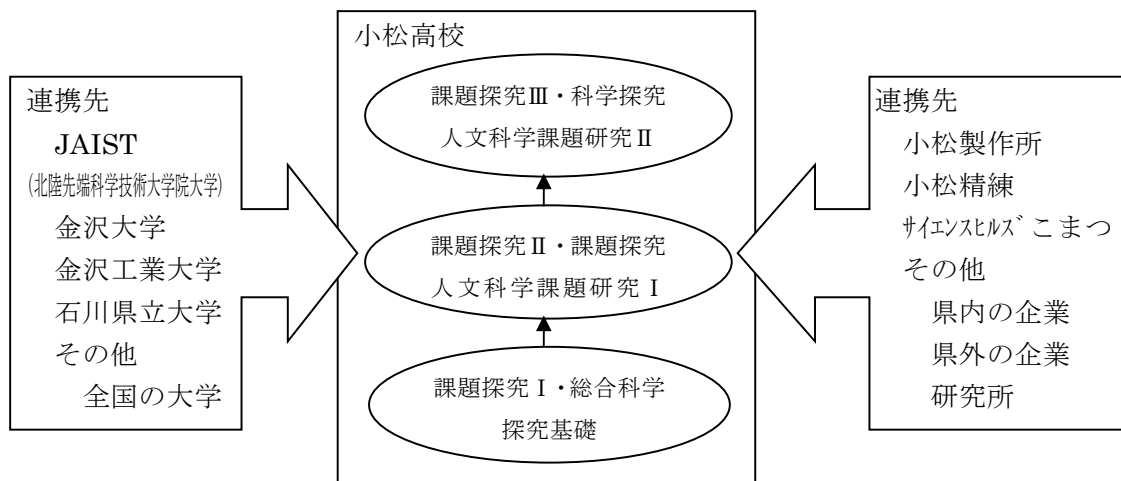 小松高校
課題探究Ⅲ・科学探究
人文科学課題研究Ⅱ
課題探究Ⅱ・課題探究
人文科学課題研究Ⅰ
課題探究Ⅰ・総合科学
探究基礎
連携先
JAIST
(北陸先端科学技術大学院大学)
金沢大学
金沢工業大学
石川県立大学
その他
全国の大学
連携先
小松製作所
小松精練
ｻｲｴﾝｽﾋﾙｽﾞこまつ
その他
県内の企業
県外の企業
研究所